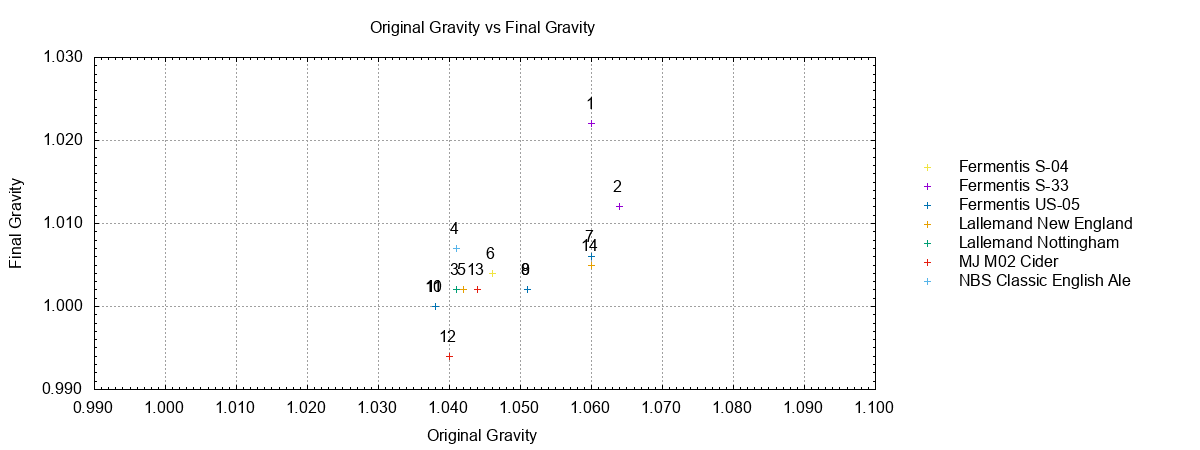 Original Gravity vs Final Gravity
1.030
1.020
1.010
1.000
0.990
Final Gravity
1
2
4
7
14
6
3
5
13
8
9
11
10
12
0.990 1.000 1.010 1.020 1.030 1.040 1.050 1.060 1.070 1.080 1.090 1.100
Original Gravity
Fermentis S-04
Fermentis S-33
Fermentis US-05
Lallemand New England
Lallemand Nottingham
MJ M02 Cider
NBS Classic English Ale